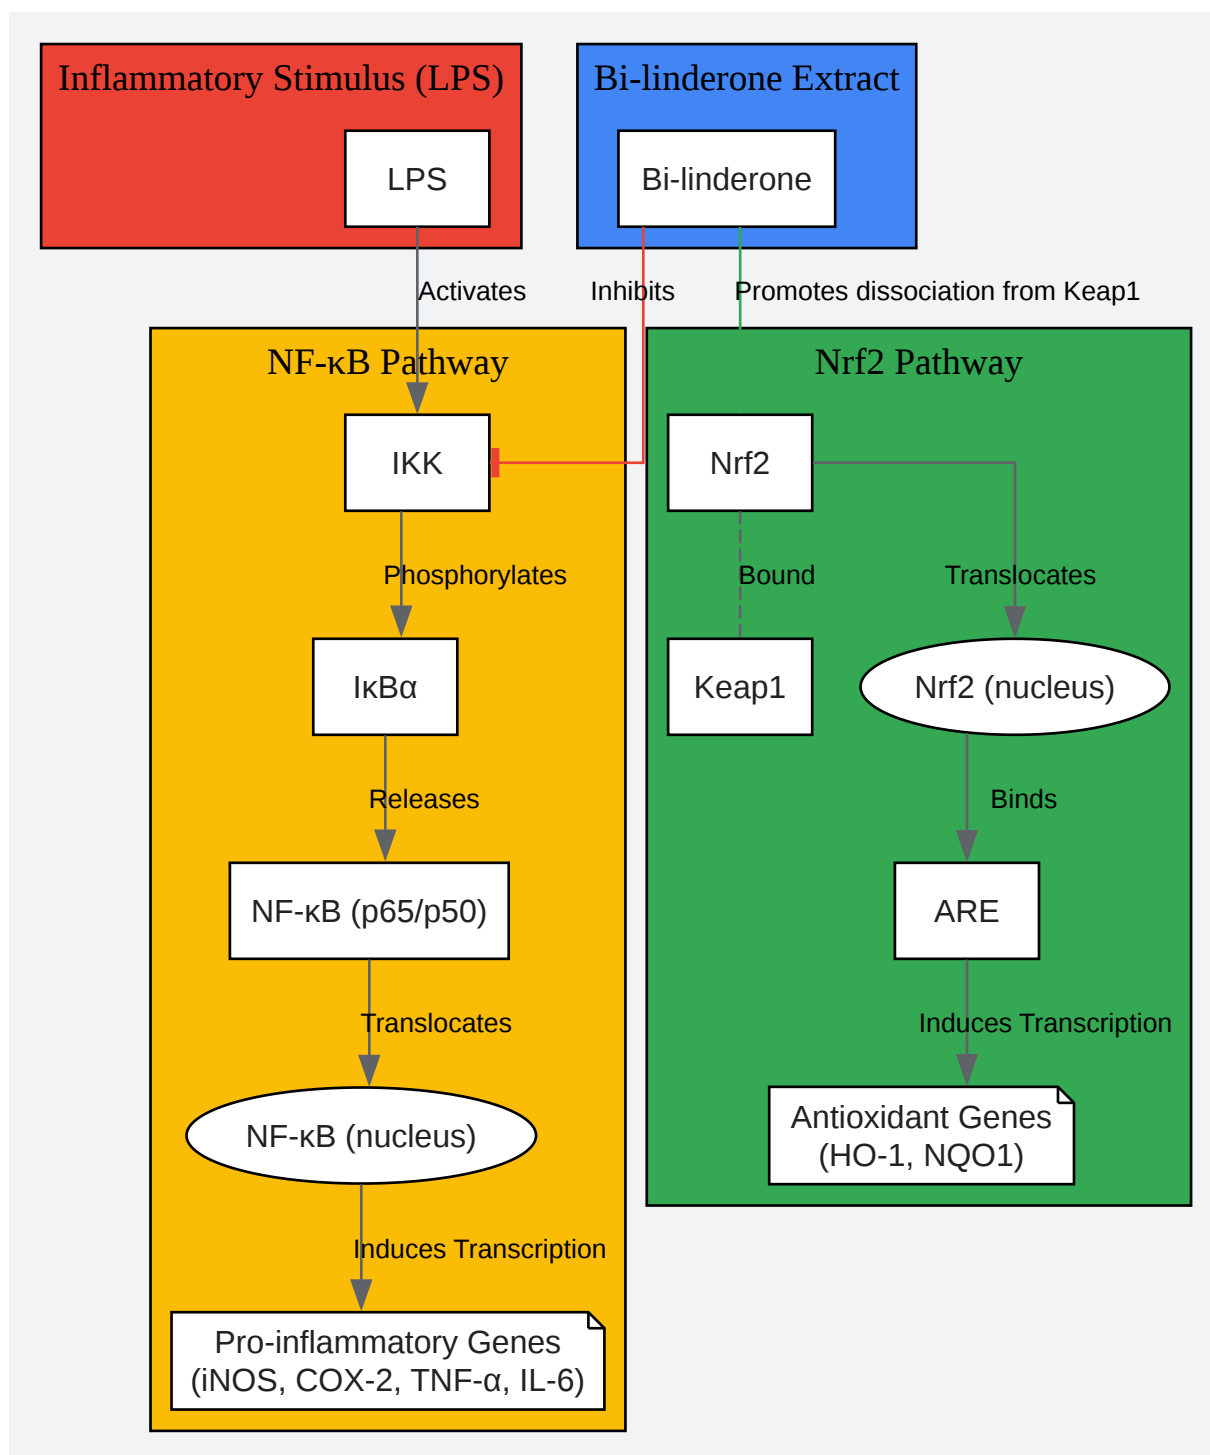 Inflammatory Stimulus (LPS)
Bi-linderone Extract
LPS
Bi-linderone
Activates
Inhibits
Promotes dissociation from Keap1
NF-κB Pathway
Nrf2 Pathway
IKK
Nrf2
Phosphorylates
Bound
Translocates
IκBα
Keap1
Nrf2 (nucleus)
Releases
Binds
NF-κB (p65/p50)
ARE
Translocates
Induces Transcription
NF-κB (nucleus)
Antioxidant Genes
(HO-1, NQO1)
Induces Transcription
Pro-inflammatory Genes
(iNOS, COX-2, TNF-α, IL-6)